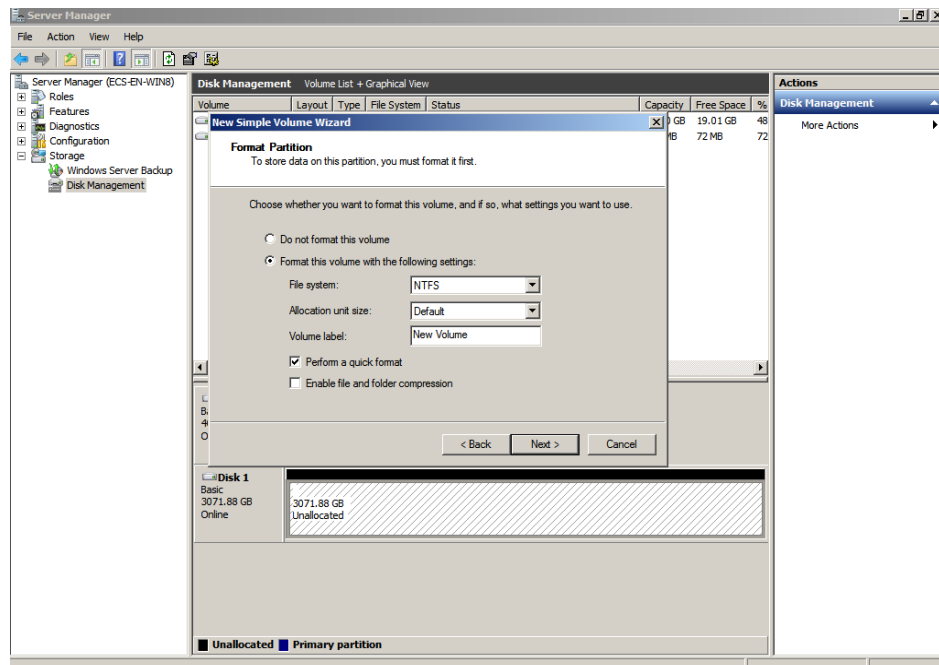 Server Manager
File Action View Help
Server Manager (ECS-EN-WIN8)
Roles
Features
Diagnostics
Configuration
Storage
Windows Server Backup
Disk Management
Disk Management Volume List + Graphical View
Volume Layout Type File System Status Capacity Free Space %
GB 19.01 GB 48
MB 72 MB 72
New Simple Volume Wizard
Format Partition
To store data on this partition, you must format it first.
Choose whether you want to format this volume, and if so, what settings you want to use.
Do not format this volume
Format this volume with the following settings:
File system: NTFS
Allocation unit size: Default
Volume label: New Volume
Perform a quick format
Enable file and folder compression
< Back Next > Cancel
Disk 1
Basic
3071.88 GB
Online
3071.88 GB
Unallocated
Unallocated Primary partition
Actions
Disk Management
More Actions